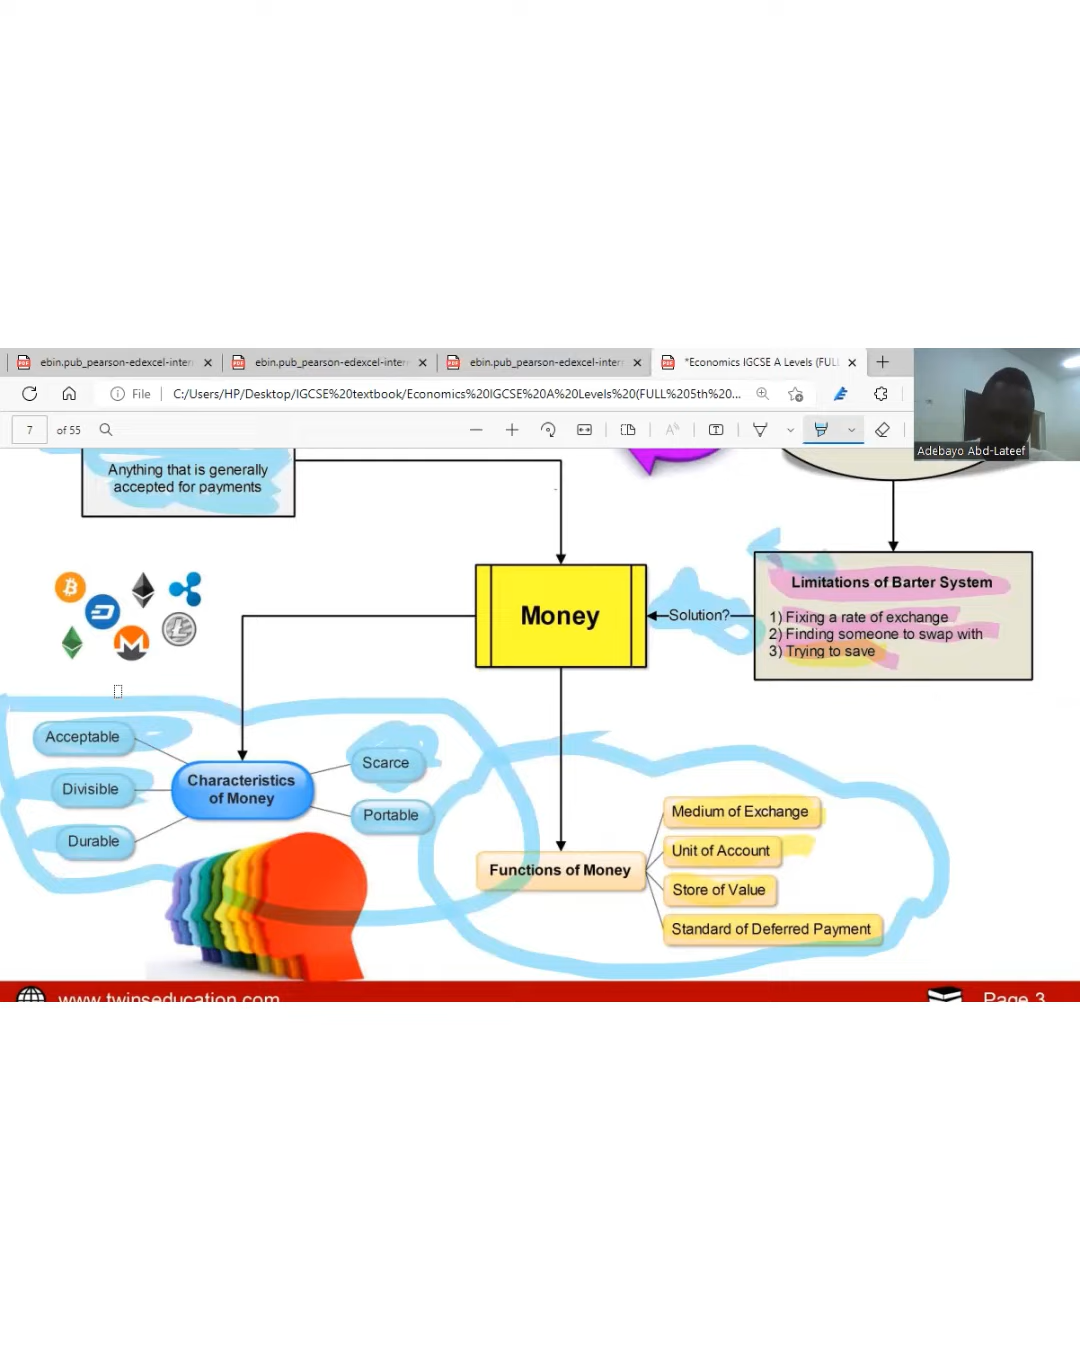 ebin.pub_pearson-edexcel-inter
ebin.pub_pearson-edexcel-inter
ebin.pub_pearson-edexcel-inter
*Economics IGCSE A Levels (FULL
File
C:/Users/HP/Desktop/IGCSE%20textbook/Economics%20IGCSE%20A%20Levels%20(FULL%205th%20...
7 of 55
Adebayo Abd-Lateef
Anything that is generally
accepted for payments
Money
Solution?
Limitations of Barter System
1) Fixing a rate of exchange
2) Finding someone to swap with
3) Trying to save
Acceptable
Divisible
Durable
Characteristics
of Money
Scarce
Portable
Functions of Money
Medium of Exchange
Unit of Account
Store of Value
Standard of Deferred Payment
www.twinseducation.com
Page 3